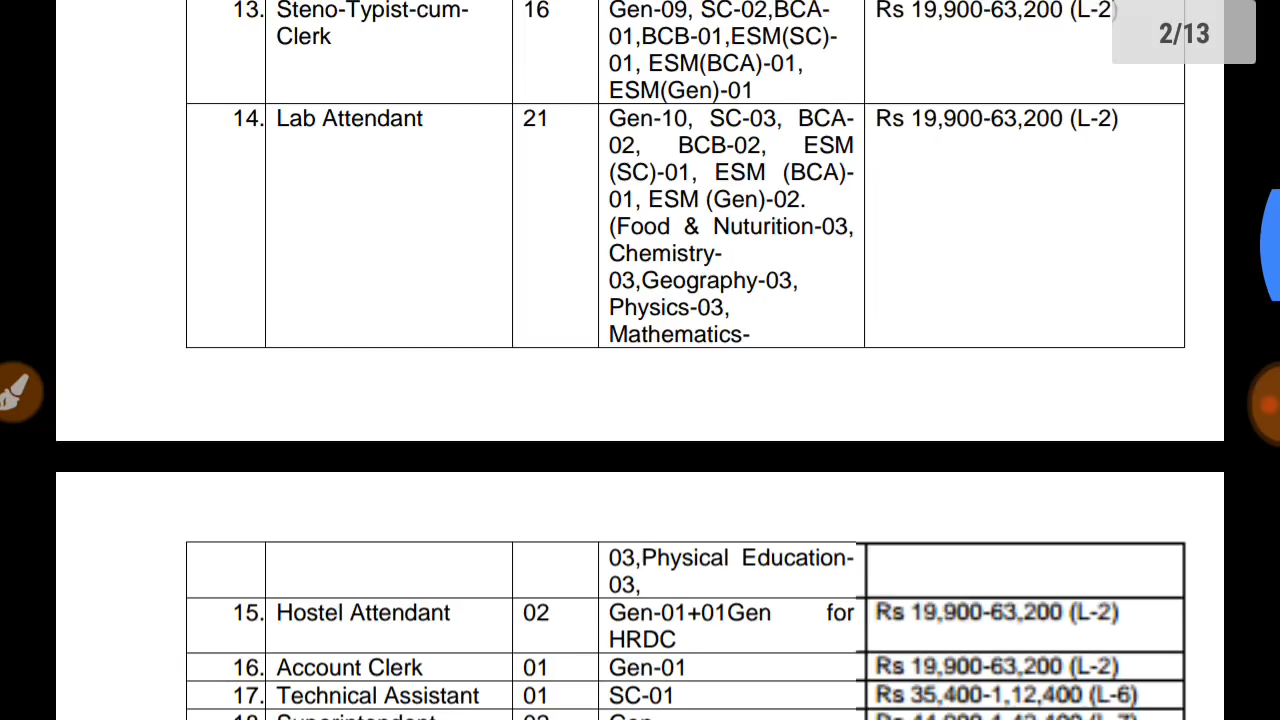 13. Steno-Typist-cum- 16 Gen-09, SC-02,BCA- Rs 19,900-63,200 (L-2)
2/13
Clerk 01,BCB-01,ESM(SC)-
01, ESM(BCA)-01,
ESM(Gen)-01
14. Lab Attendant 21 Gen-10, SC-03, BCA- Rs 19,900-63,200 (L-2)
02, BCB-02, ESM
(SC)-01, ESM (BCA)-
01, ESM (Gen)-02.
(Food & Nuturition-03,
Chemistry-
03,Geography-03,
Physics-03,
Mathematics-
03,Physical Education-
03,
15. Hostel Attendant 02 Gen-01+01Gen for Rs 19,900-63,200 (L-2)
HRDC
16. Account Clerk 01 Gen-01 Rs 19,900-63,200 (L-2)
17. Technical Assistant 01 SC-01 Rs 35,400-1,12,400 (L-6)
18. Superintendent 02 Gen